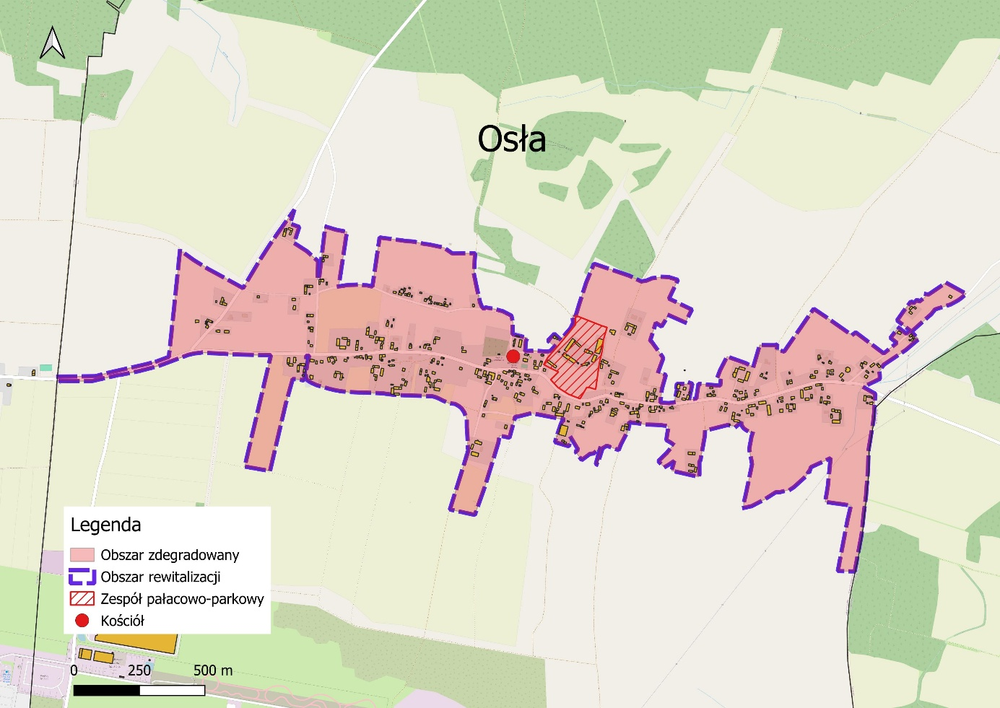 Osła
Legenda
Obszar zdegradowany
Obszar rewitalizacji
Zespół pałacowo-parkowy
Kościół
0 250 500 m